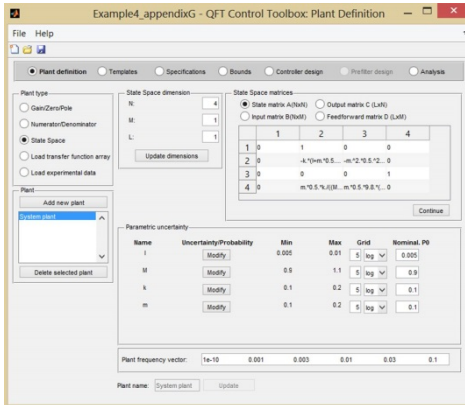 Example4_appendixG - QFT Control Toolbox: Plant Definition
File Help
Plant definition Templates Specifications Bounds Controller design Prefilter design Analysis
Plant type
Gain/Zero/Pole
Numerator/Denominator
State Space
Load transfer function array
Load experimental data
State Space dimension
N: 4
M: 1
L: 1
Update dimensions
State Space matrices
State matrix A(NxN) Output matrix C (LxN)
Input matrix B(NxM) Feedforward matrix D (LxM)
1 2 3 4
1 0 1 0 0
2 0
3 0 0 0 1
4 0
Continue
Plant
Add new plant
System plant
Delete selected plant
Parametric uncertainty
Name Uncertainty/Probability Min Max Grid Nominal. P0
l Modify 0.005 0.01 5 log 0.005
M Modify 0.9 1.1 5 log 0.9
k Modify 0.1 0.2 5 log 0.1
m Modify 0.1 0.2 5 log 0.1
Plant frequency vector: 1e-10 0.001 0.003 0.01 0.03 0.1
Plant name: System plant Update